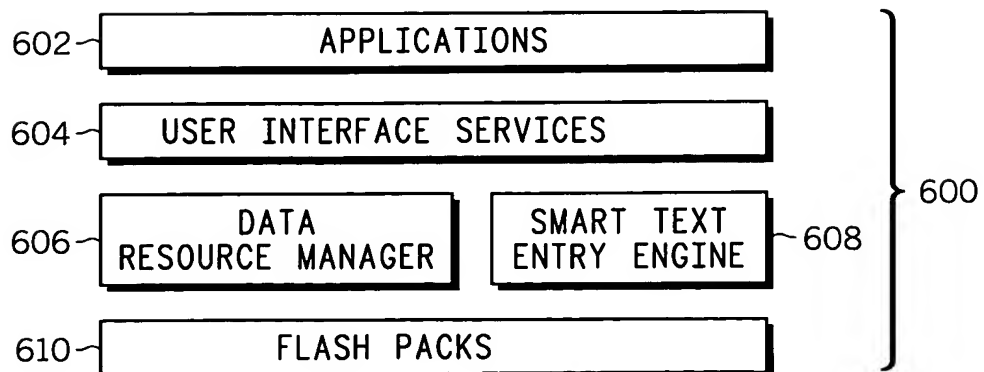 602 APPLICATIONS
604 USER INTERFACE SERVICES
600
606 DATA RESOURCE MANAGER
SMART TEXT ENTRY ENGINE 608
610 FLASH PACKS